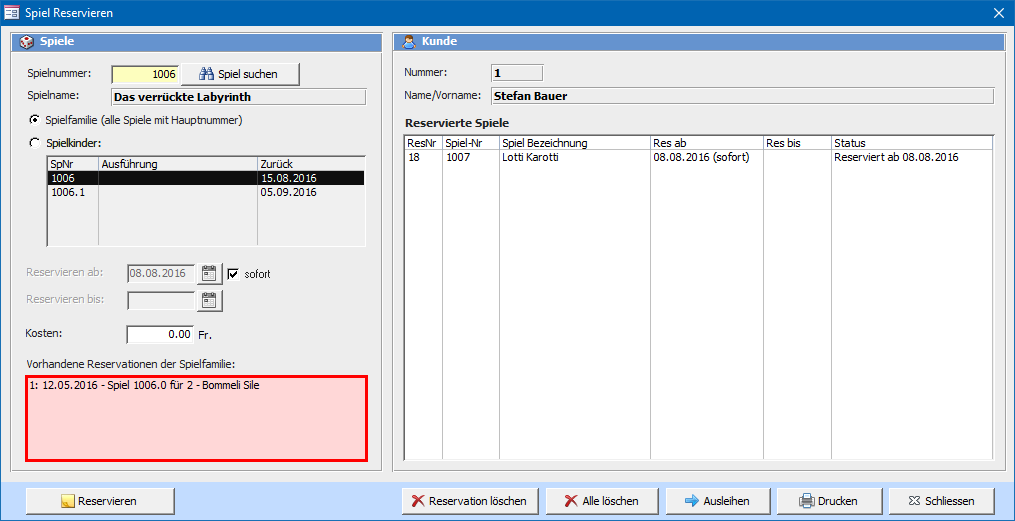 Spiel Reservieren
Spiele
Spielnummer: 1006 Spiel suchen
Spielname: Das verrückte Labyrinth
Spielfamilie (alle Spiele mit Hauptnummer)
Spielkinder:
SpNr Ausführung Zurück
1006 15.08.2016
1006.1 05.09.2016
Reservieren ab: 08.08.2016 sofort
Reservieren bis:
Kosten: 0.00 Fr.
Vorhandene Reservationen der Spielfamilie:
1: 12.05.2016 - Spiel 1006.0 für 2 - Bommeli Sile
Reservieren
Kunde
Nummer: 1
Name/Vorname: Stefan Bauer
Reservierte Spiele
ResNr Spiel-Nr Spiel Bezeichnung Res ab Res bis Status
18 1007 Lotti Karotti 08.08.2016 (sofort) Reserviert ab 08.08.2016
Reservation löschen Alle löschen Ausleihen Drucken Schliessen